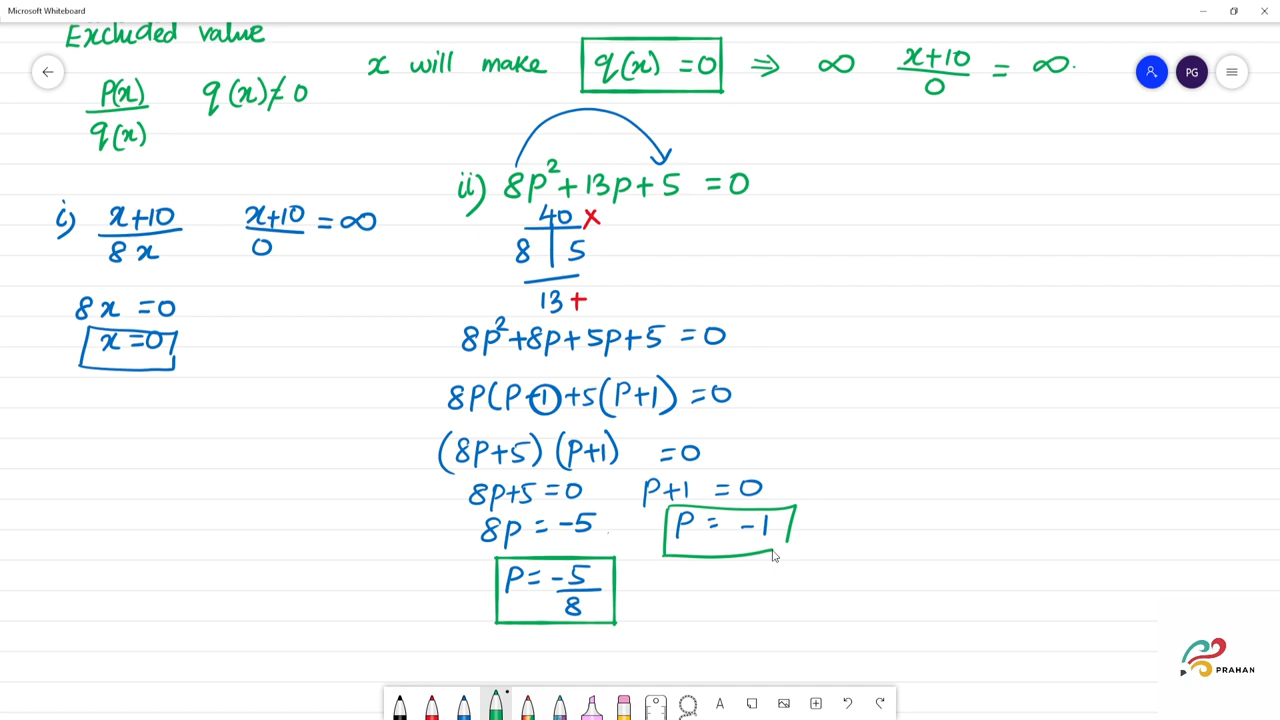 Microsoft Whiteboard
Excluded value
x will make q(x) = 0 ⇒ ∞ x+10/0 = ∞.
PG
P(x)/q(x) q(x) ≠ 0
ii) 8p² + 13p + 5 = 0
i) x+10/8x x+10/0 = ∞
40 ×
8 | 5
13 +
8x = 0
x = 0
8p² + 8p + 5p + 5 = 0
8p(p+1) + 5(p+1) = 0
(8p+5) (p+1) = 0
8p+5 = 0 p+1 = 0
8p = -5 p = -1
p = -5/8
PRAHAN